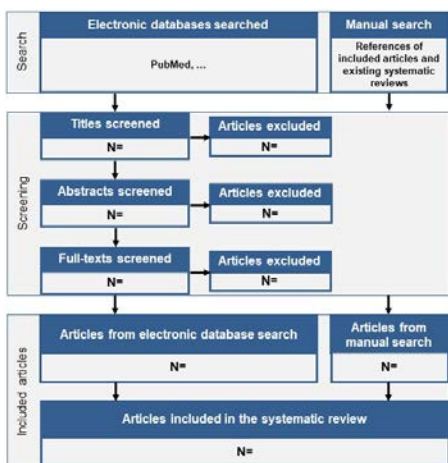 Search
Electronic databases searched
PubMed, ...
Manual search
References of
included articles and
existing systematic
reviews
Screening
Titles screened
N=
Articles excluded
N=
Abstracts screened
N=
Articles excluded
N=
Full-texts screened
N=
Articles excluded
N=
Included articles
Articles from electronic database search
N=
Articles from
manual search
N=
Articles included in the systematic review
N=